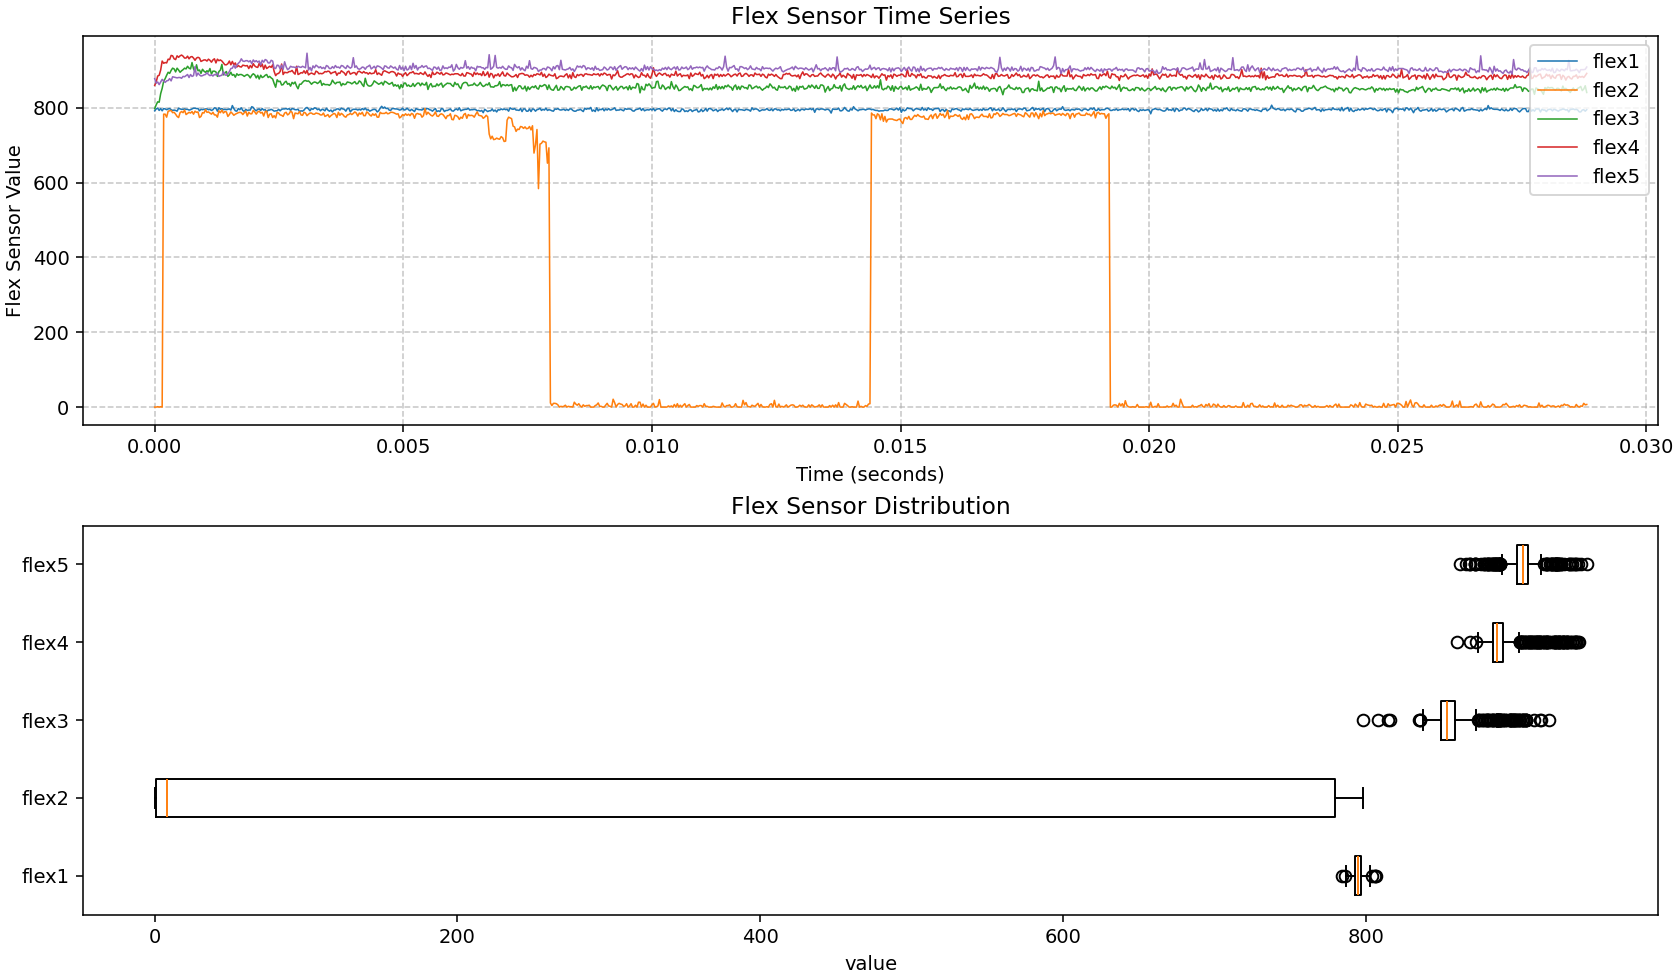 Flex Sensor Time Series
Flex Sensor Value
800
600
400
200
0
flex1
flex2
flex3
flex4
flex5
0.000 0.005 0.010 0.015 0.020 0.025 0.030
Time (seconds)
Flex Sensor Distribution
flex5
flex4
flex3
flex2
flex1
0 200 400 600 800
value